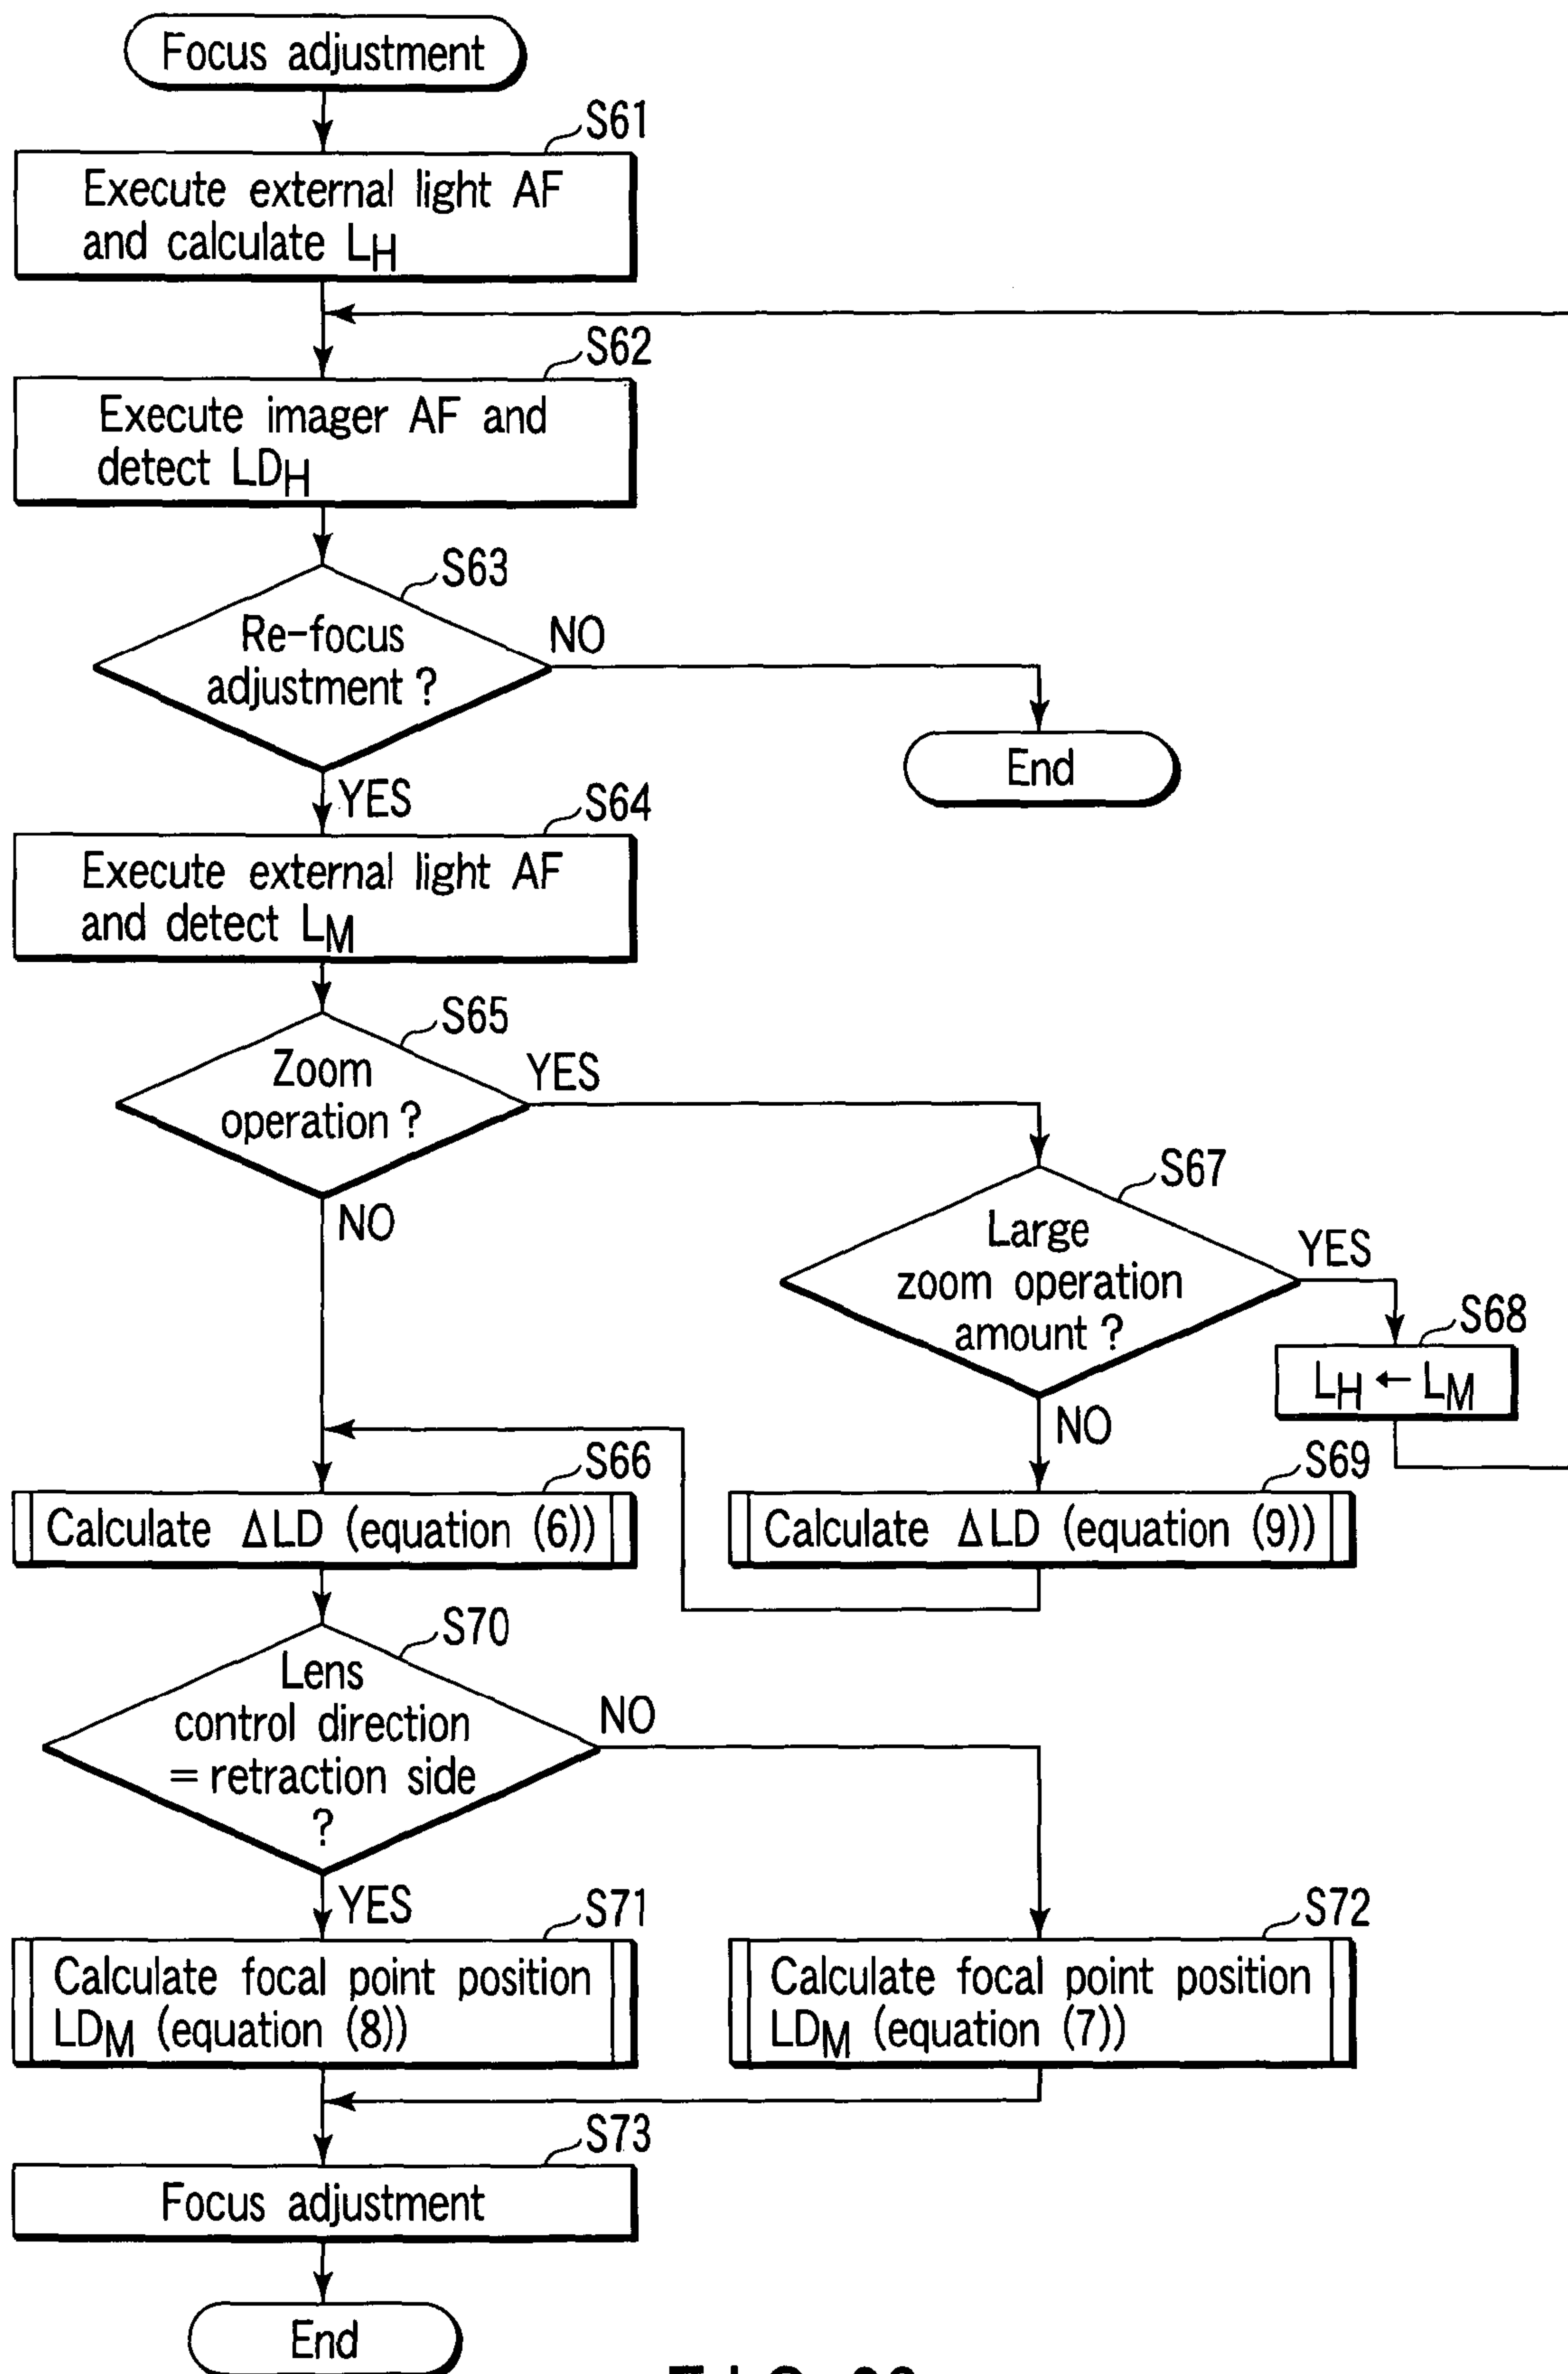 Focus adjustment
S61
Execute external light AF
and calculate LH
S62
Execute imager AF and
detect LDH
S63
Re-focus
adjustment ?
NO
End
YES
S64
Execute external light AF
and detect LM
S65
Zoom
operation ?
YES
NO
S67
Large
zoom operation
amount ?
YES
S68
LH ← LM
NO
S66
Calculate ΔLD (equation (6))
S69
Calculate ΔLD (equation (9))
S70
Lens
control direction
= retraction side
?
NO
YES
S71
Calculate focal point position
LDM (equation (8))
S72
Calculate focal point position
LDM (equation (7))
S73
Focus adjustment
End